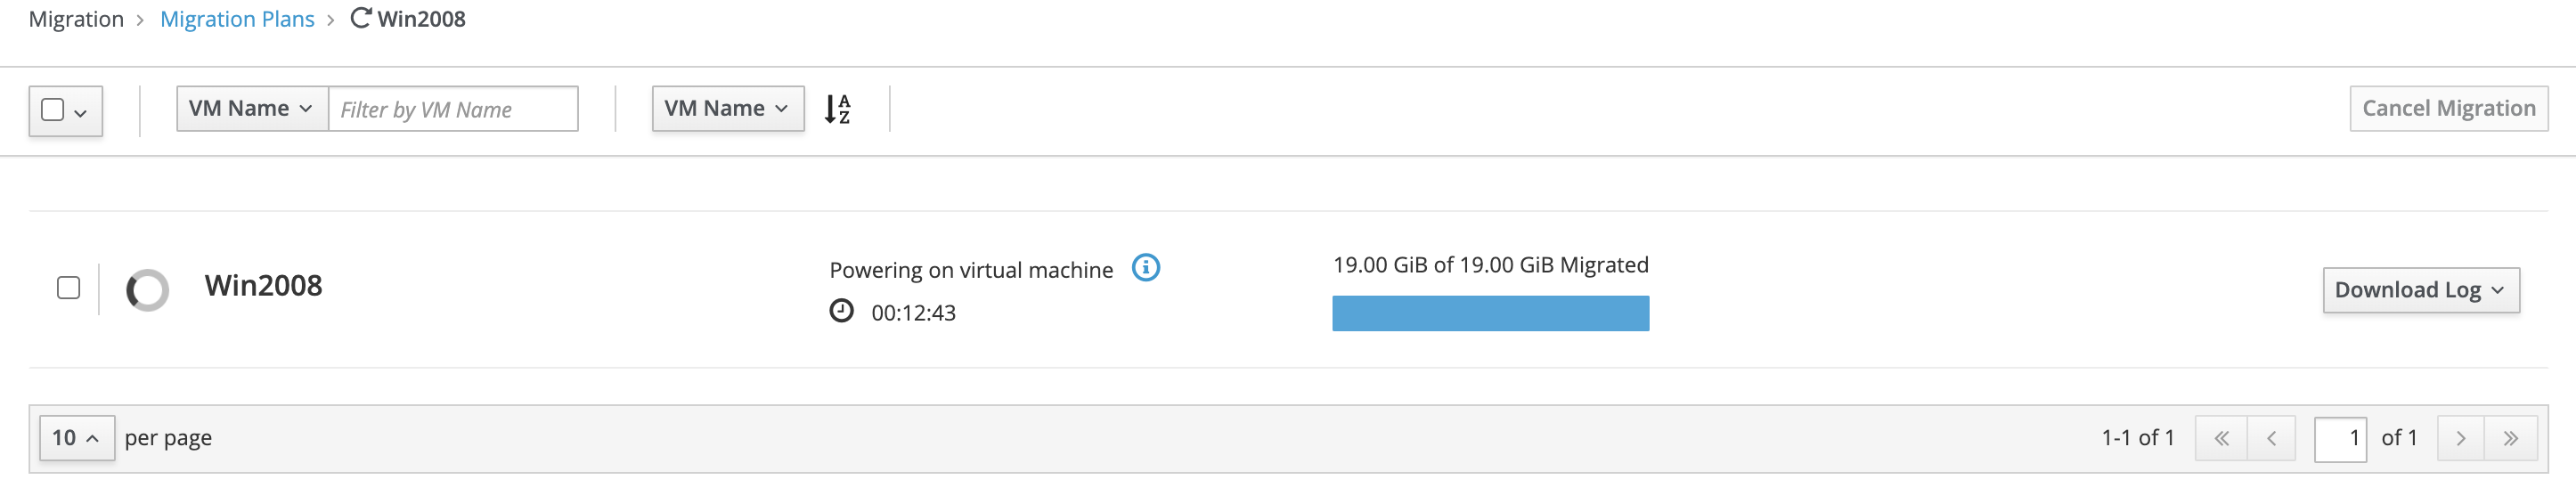 Migration > Migration Plans > Win2008
VM Name Filter by VM Name VM Name A Z Cancel Migration
Win2008 Powering on virtual machine 19.00 GiB of 19.00 GiB Migrated Download Log
00:12:43
10 per page 1-1 of 1 « < 1 of 1 > »